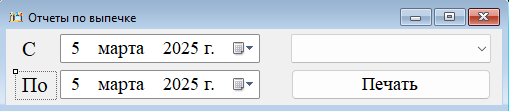 Отчеты по выпечке
С 5 марта 2025 г.
По 5 марта 2025 г. Печать